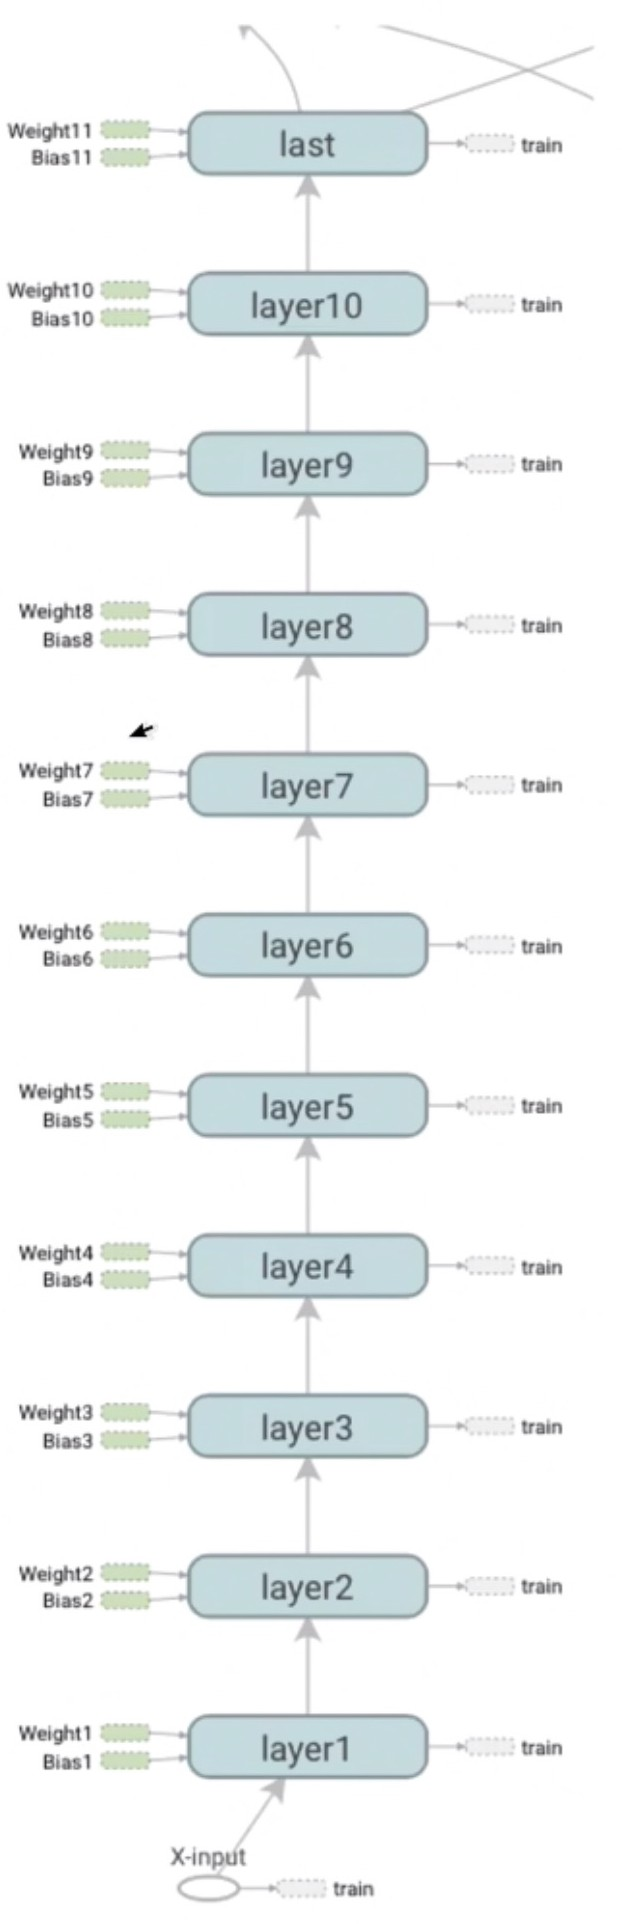 Weight11
Bias11
last
train
Weight10
Bias10
layer10
train
Weight9
Bias9
layer9
train
Weight8
Bias8
layer8
train
Weight7
Bias7
layer7
train
Weight6
Bias6
layer6
train
Weight5
Bias5
layer5
train
Weight4
Bias4
layer4
train
Weight3
Bias3
layer3
train
Weight2
Bias2
layer2
train
Weight1
Bias1
layer1
train
X-input
train